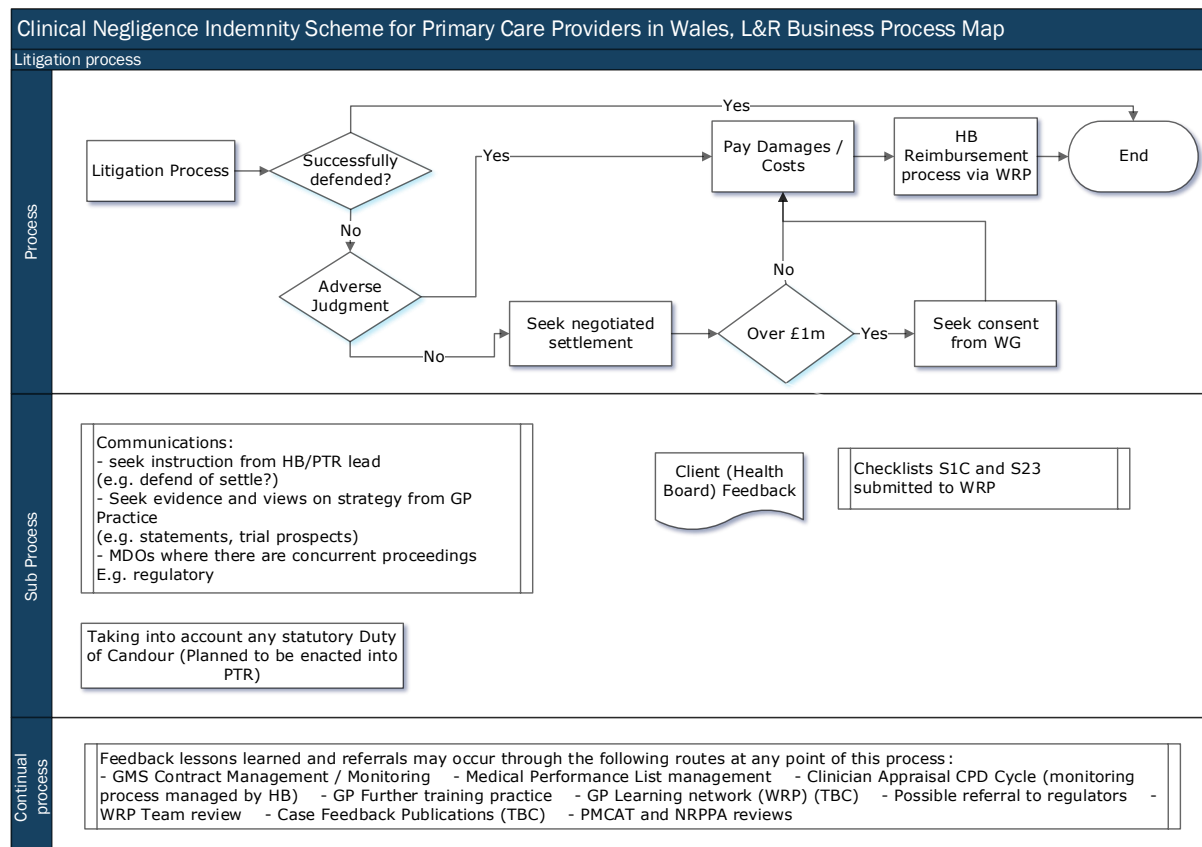 Clinical Negligence Indemnity Scheme for Primary Care Providers in Wales, L&R Business Process Map
Litigation process
Process
Litigation Process
Successfully
defended?
Yes
Yes
No
Adverse
Judgment
No
Seek negotiated
settlement
Over £1m
No
Yes
Seek consent
from WG
Pay Damages /
Costs
HB
Reimbursement
process via WRP
End
Sub Process
Communications:
- seek instruction from HB/PTR lead
(e.g. defend of settle?)
- Seek evidence and views on strategy from GP
Practice
(e.g. statements, trial prospects)
- MDOs where there are concurrent proceedings
E.g. regulatory
Client (Health
Board) Feedback
Checklists S1C and S23
submitted to WRP
Taking into account any statutory Duty
of Candour (Planned to be enacted into
PTR)
Continual
process
Feedback lessons learned and referrals may occur through the following routes at any point of this process :
- GMS Contract Management / Monitoring - Medical Performance List management - Clinician Appraisal CPD Cycle (monitoring
process managed by HB) - GP Further training practice - GP Learning network (WRP) (TBC) - Possible referral to regulators -
WRP Team review - Case Feedback Publications (TBC) - PMCAT and NRPPA reviews